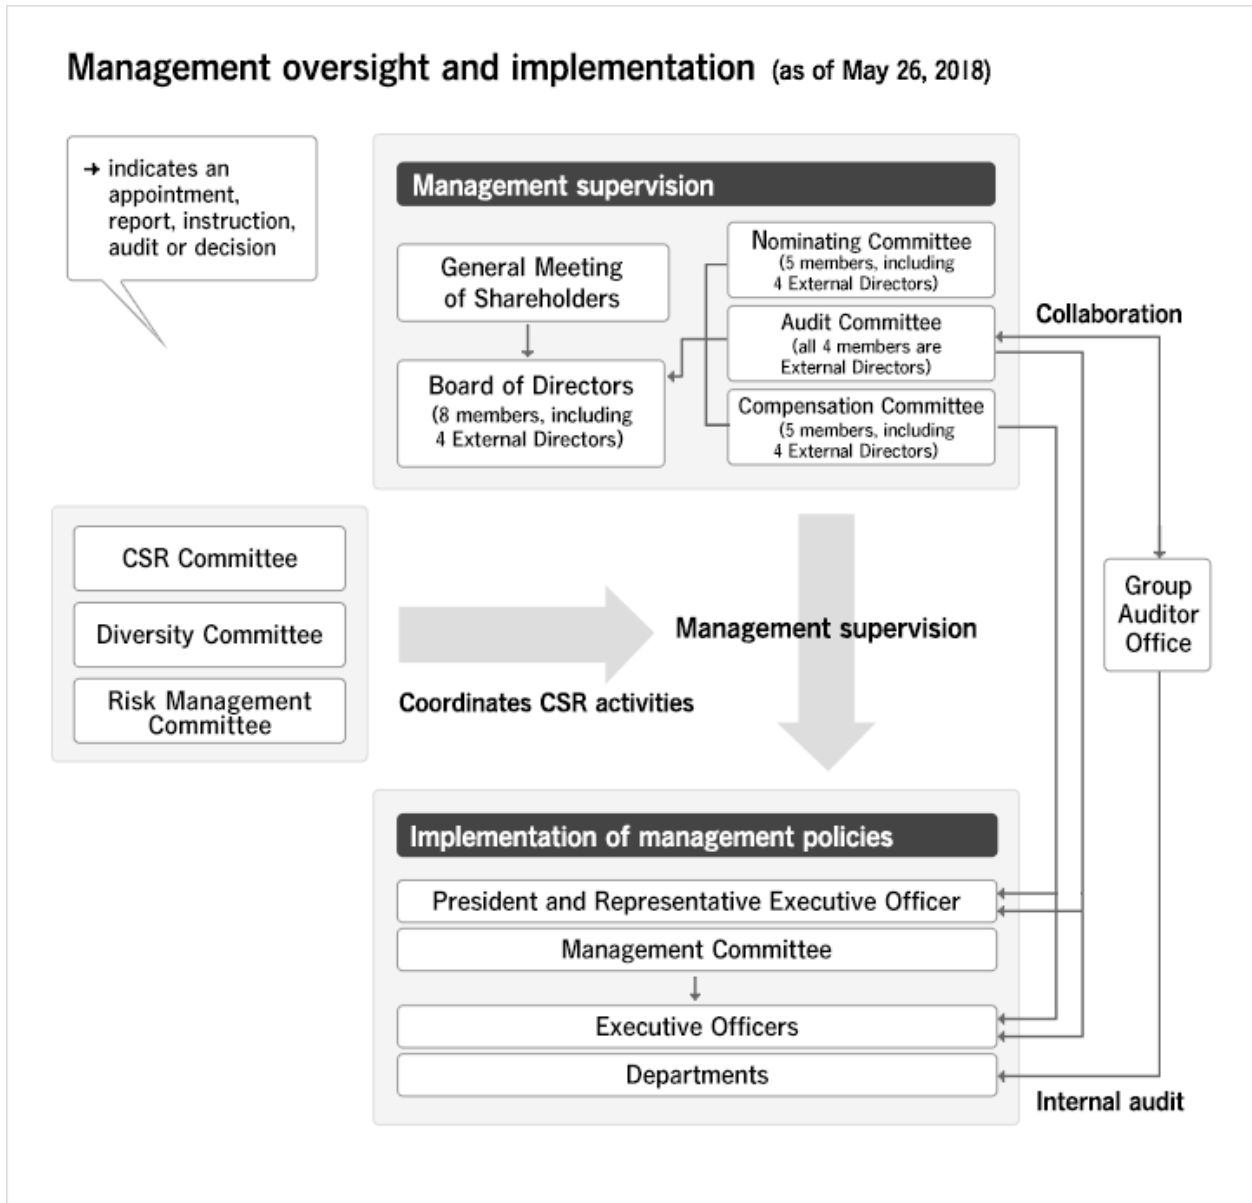 Management oversight and implementation (as of May 26, 2018)
→ indicates an
appointment,
report, instruction,
audit or decision
Management supervision
General Meeting
of Shareholders
Board of Directors
(8 members, including
4 External Directors)
Nominating Committee
(5 members, including
4 External Directors)
Audit Committee
(all 4 members are
External Directors)
Compensation Committee
(5 members, including
4 External Directors)
Collaboration
CSR Committee
Diversity Committee
Risk Management
Committee
Coordinates CSR activities
Management supervision
Group
Auditor
Office
Implementation of management policies
President and Representative Executive Officer
Management Committee
Executive Officers
Departments
Internal audit